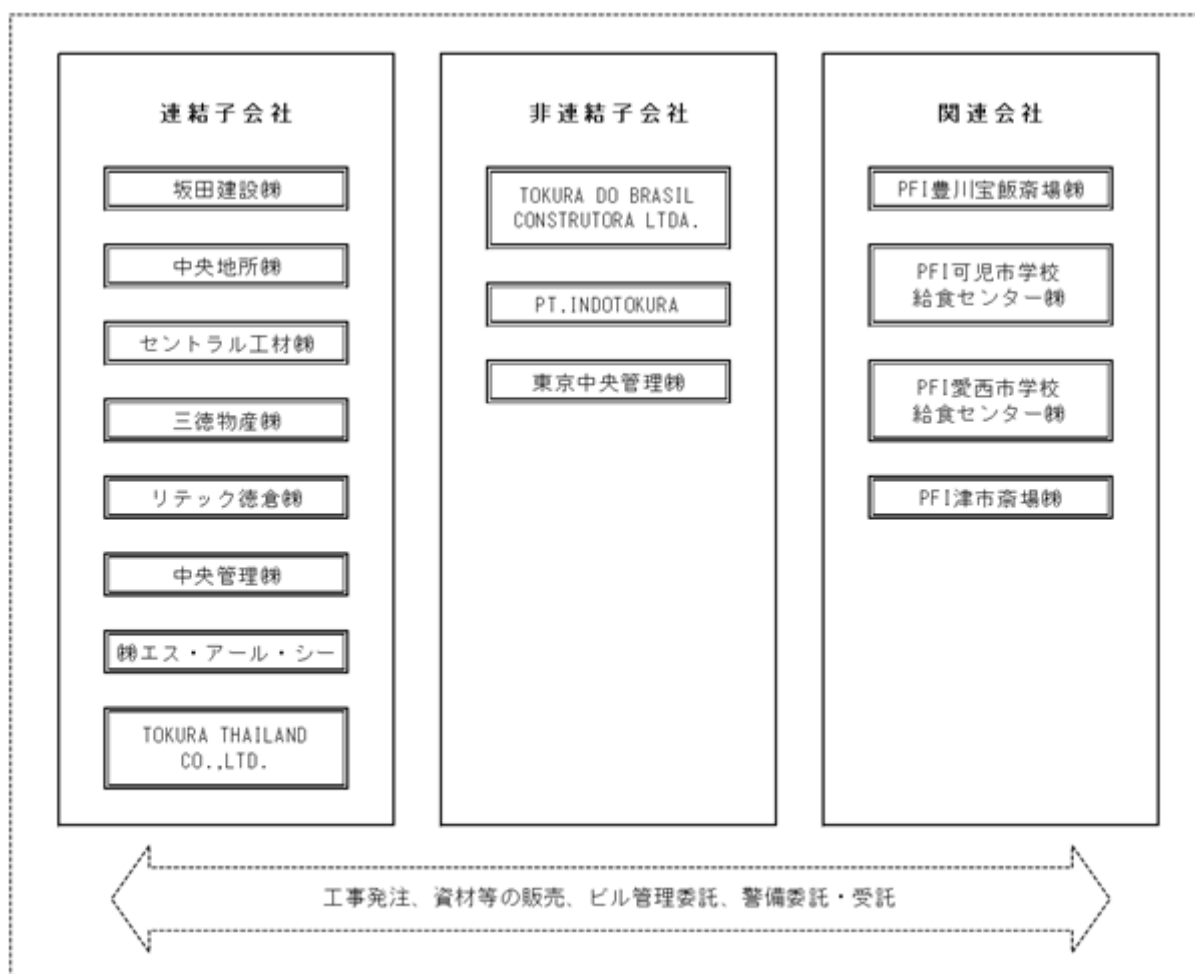 連結子会社
坂田建設㈱
中央地所㈱
セントラル工材㈱
三徳物産㈱
リテック徳倉㈱
中央管理㈱
㈱エス・アール・シー
TOKURA THAILAND
CO.,LTD.
非連結子会社
TOKURA DO BRASIL
CONSTRUTORA LTDA.
PT.INDOTOKURA
東京中央管理㈱
関連会社
PFI豊川宝飯斎場㈱
PFI可児市学校
給食センター㈱
PFI愛西市学校
給食センター㈱
PFI津市斎場㈱
工事発注、資材等の販売、ビル管理委託、警備委託・受託